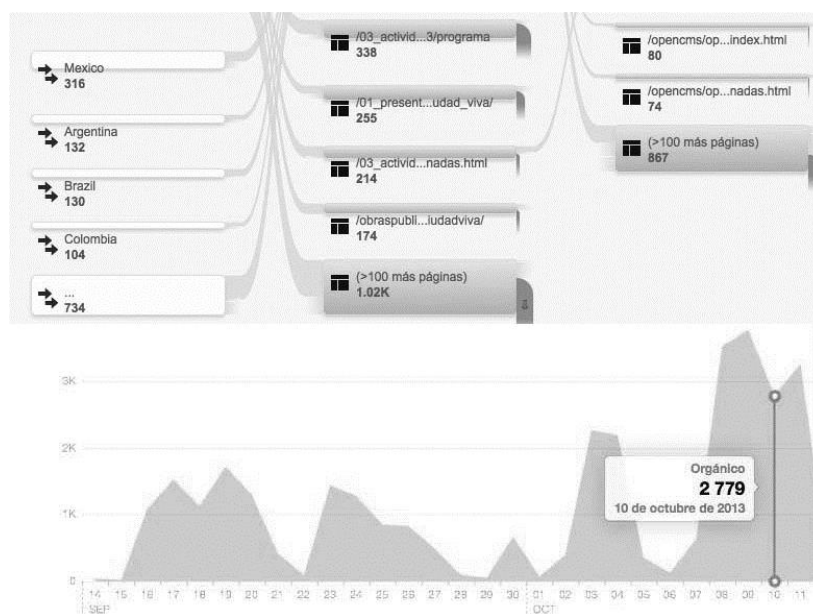 Mexico
316
Argentina
132
Brazil
130
Colombia
104
...
734
/03_activid...3/programa
338
/01_present...udad_viva/
255
/03_activid...nadas.html
214
/obraspubli...iudadviva/
174
(>100 más páginas)
1.02K
/opencms/op...index.html
80
/opencms/op...nadas.html
74
(>100 más páginas)
867
3K
2K
1K
0
Orgánico
2 779
10 de octubre de 2013
14 15 16 17 18 19 20 21 22 23 24 25 26 27 28 29 30 01 02 03 04 05 06 07 08 09 10 11
SEP OCT